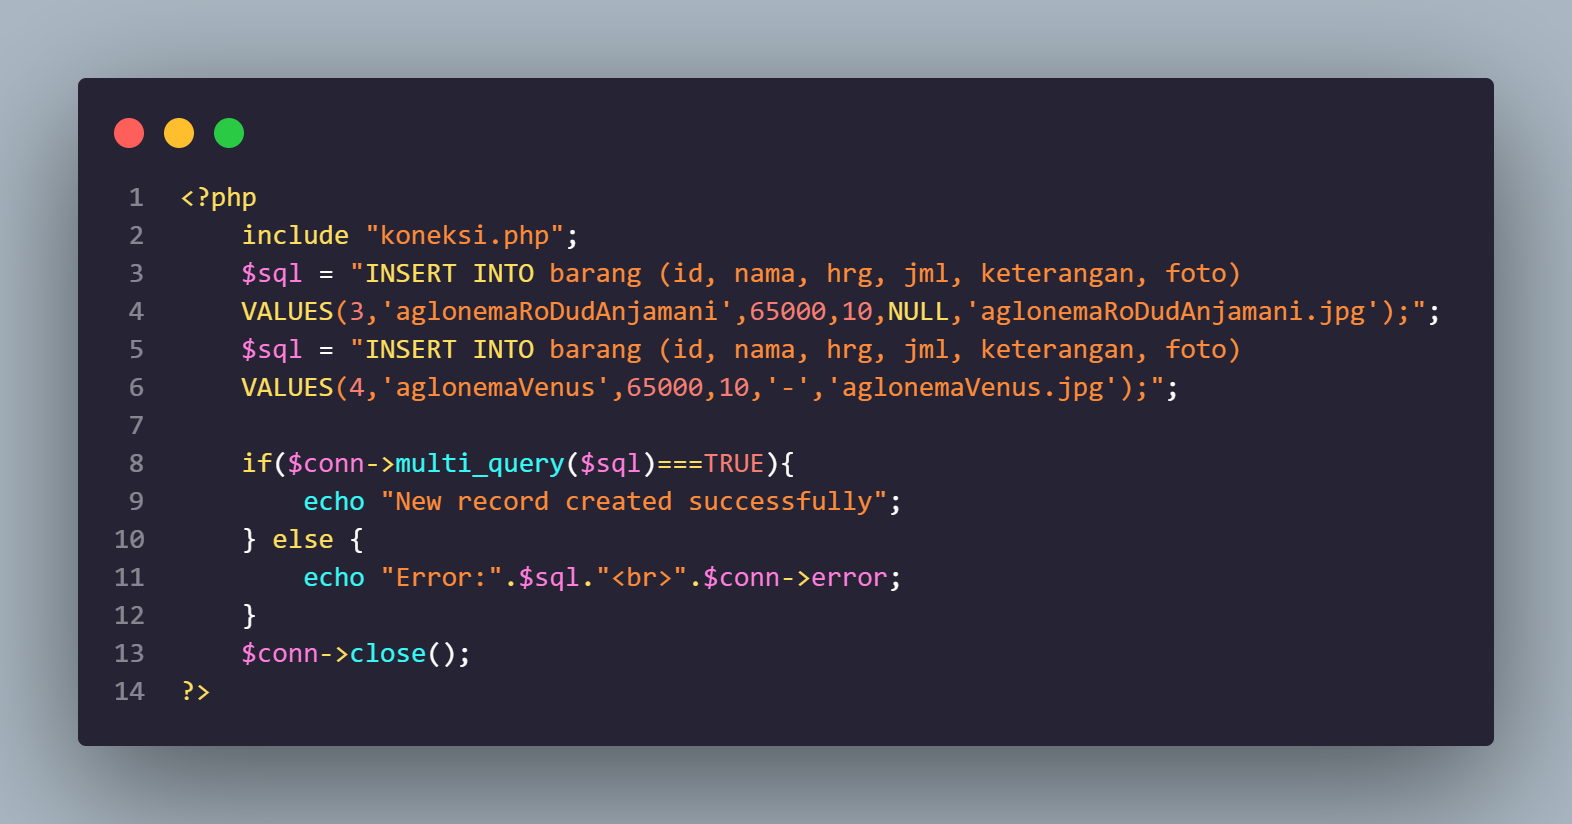 1 <?php
2     include "koneksi.php";
3     $sql = "INSERT INTO barang (id, nama, hrg, jml, keterangan, foto)
4     VALUES(3,'aglonemaRoDudAnjamani',65000,10,NULL,'aglonemaRoDudAnjamani.jpg');";
5     $sql = "INSERT INTO barang (id, nama, hrg, jml, keterangan, foto)
6     VALUES(4,'aglonemaVenus',65000,10,'-','aglonemaVenus.jpg');";
7
8     if($conn->multi_query($sql)===TRUE){
9         echo "New record created successfully";
10     } else {
11         echo "Error:".$sql."<br>".$conn->error;
12     }
13     $conn->close();
14 ?>